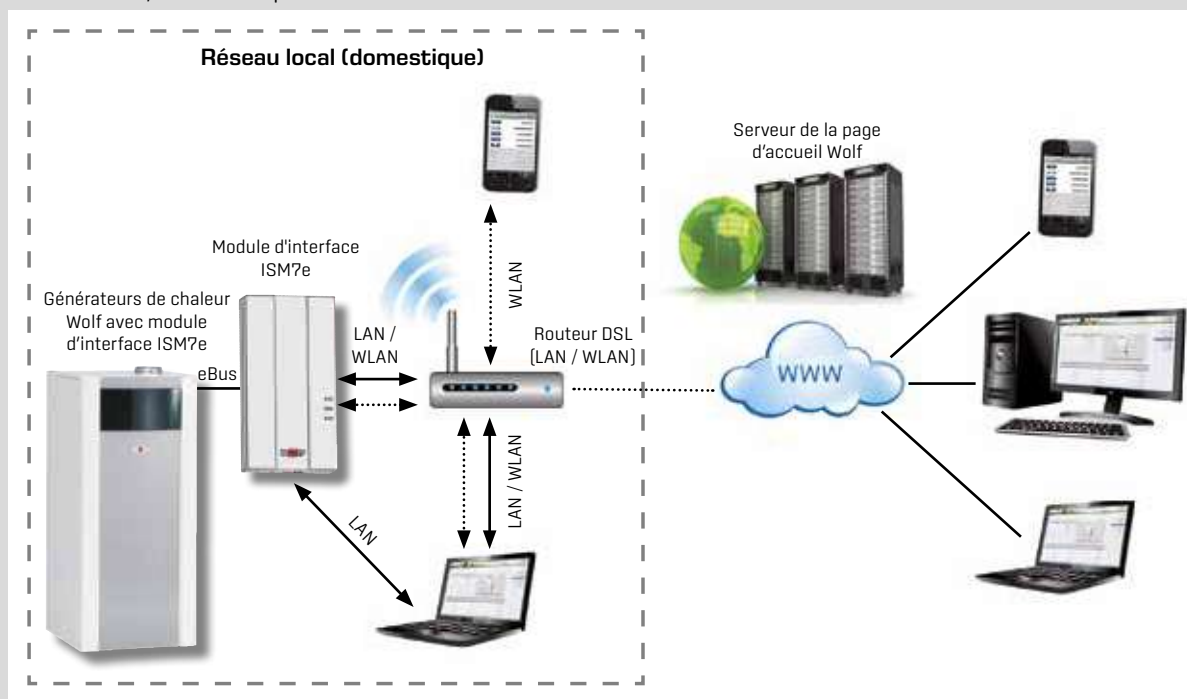 Réseau local (domestique)
Serveur de la page
d'accueil Wolf
Module d'interface
ISM7e
Générateurs de chaleur
Wolf avec module
d'interface ISM7e
eBus
LAN /
WLAN
WLAN
Routeur DSL
(LAN / WLAN)
WWW
LAN / WLAN
LAN